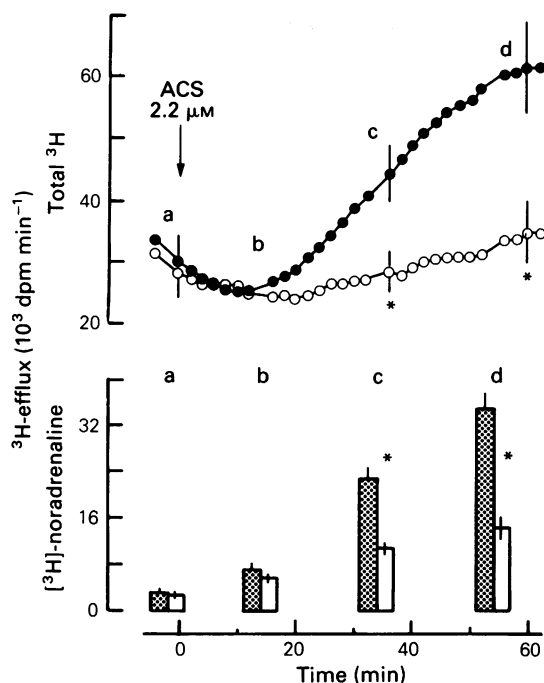 Total ³H
60
40
20
ACS
2.2 µM
a
b
c
d
*
*
³H-efflux (10³ dpm min⁻¹)
[³H]-noradrenaline
32
16
0
a
b
c
d
*
*
0
20
40
60
Time (min)